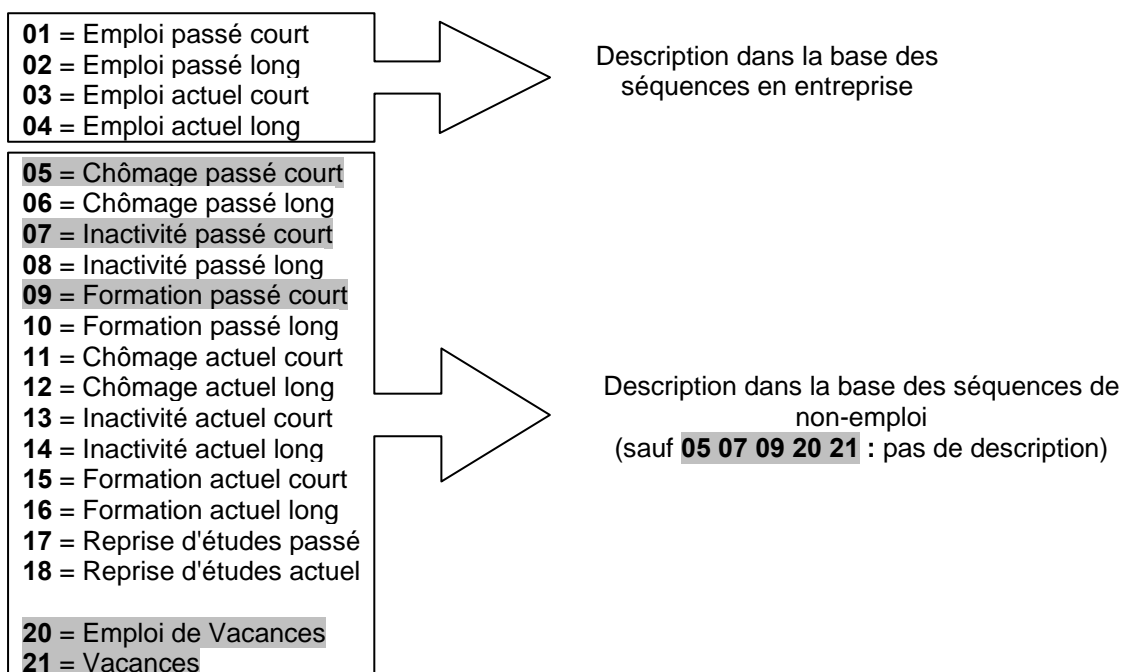 01 = Emploi passé court
02 = Emploi passé long
03 = Emploi actuel court
04 = Emploi actuel long
Description dans la base des
séquences en entreprise
05 = Chômage passé court
06 = Chômage passé long
07 = Inactivité passé court
08 = Inactivité passé long
09 = Formation passé court
10 = Formation passé long
11 = Chômage actuel court
12 = Chômage actuel long
13 = Inactivité actuel court
14 = Inactivité actuel long
15 = Formation actuel court
16 = Formation actuel long
17 = Reprise d'études passé
18 = Reprise d'études actuel
20 = Emploi de Vacances
21 = Vacances
Description dans la base des séquences de
non-emploi
(sauf 05 07 09 20 21 : pas de description)